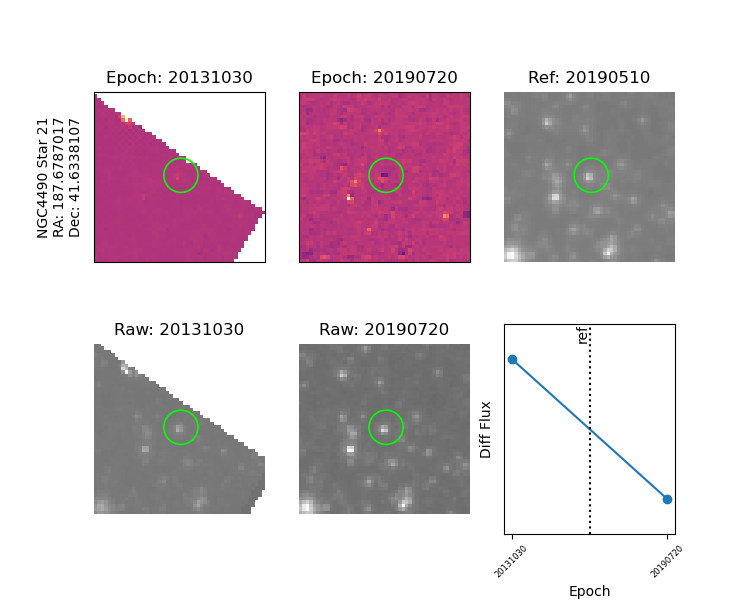 NGC4490 Star 21
RA: 187.6787017
Dec: 41.6338107
Epoch: 20131030
Epoch: 20190720
Ref: 20190510
Raw: 20131030
Raw: 20190720
ref
Diff Flux
20131030
20190720
Epoch